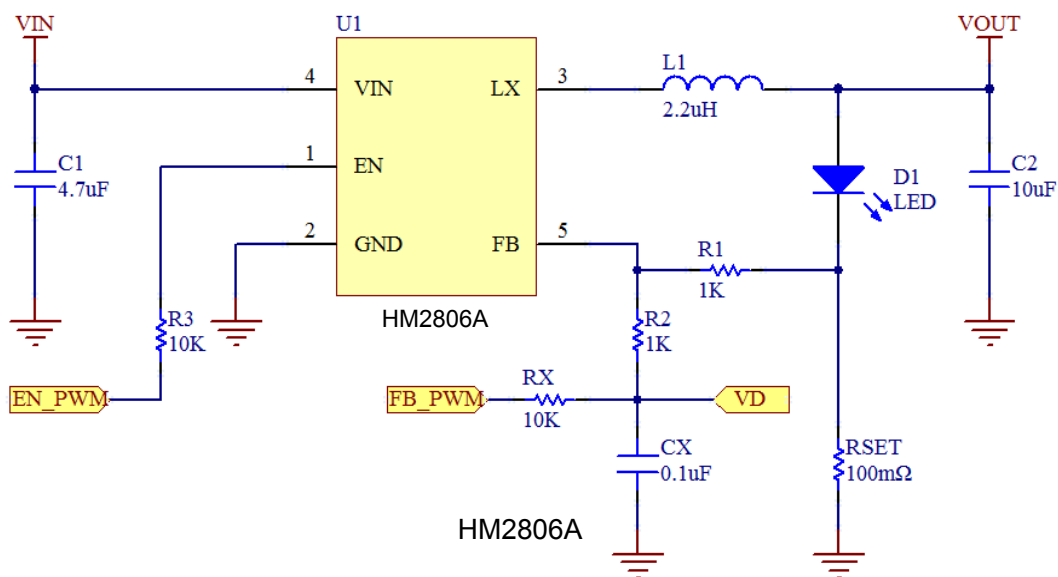 VIN
U1
VOUT
4
VIN
LX
3
L1
2.2uH
C1
4.7uF
1
EN
D1
LED
C2
10uF
2
GND
FB
5
R1
1K
HM2806A
R3
10K
R2
1K
EN_PWM
FB_PWM
RX
10K
VD
CX
0.1uF
RSET
100mΩ
HM2806A